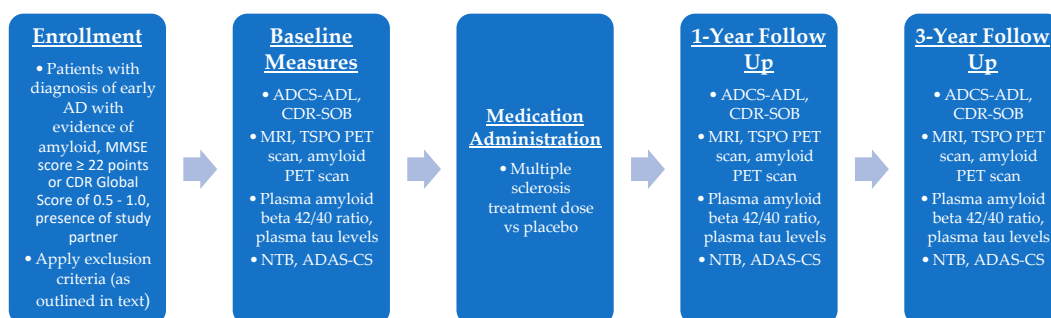 Enrollment
• Patients with
diagnosis of early
AD with
evidence of
amyloid, MMSE
score ≥ 22 points
or CDR Global
Score of 0.5 - 1.0,
presence of study
partner
• Apply exclusion
criteria (as
outlined in text)
Baseline
Measures
• ADCS-ADL,
CDR-SOB
• MRI, TSPO PET
scan, amyloid
PET scan
• Plasma amyloid
beta 42/40 ratio,
plasma tau levels
• NTB, ADAS-CS
Medication
Administration
• Multiple
sclerosis
treatment dose
vs placebo
1-Year Follow
Up
• ADCS-ADL,
CDR-SOB
• MRI, TSPO PET
scan, amyloid
PET scan
• Plasma amyloid
beta 42/40 ratio,
plasma tau levels
• NTB, ADAS-CS
3-Year Follow
Up
• ADCS-ADL,
CDR-SOB
• MRI, TSPO PET
scan, amyloid
PET scan
• Plasma amyloid
beta 42/40 ratio,
plasma tau levels
• NTB, ADAS-CS